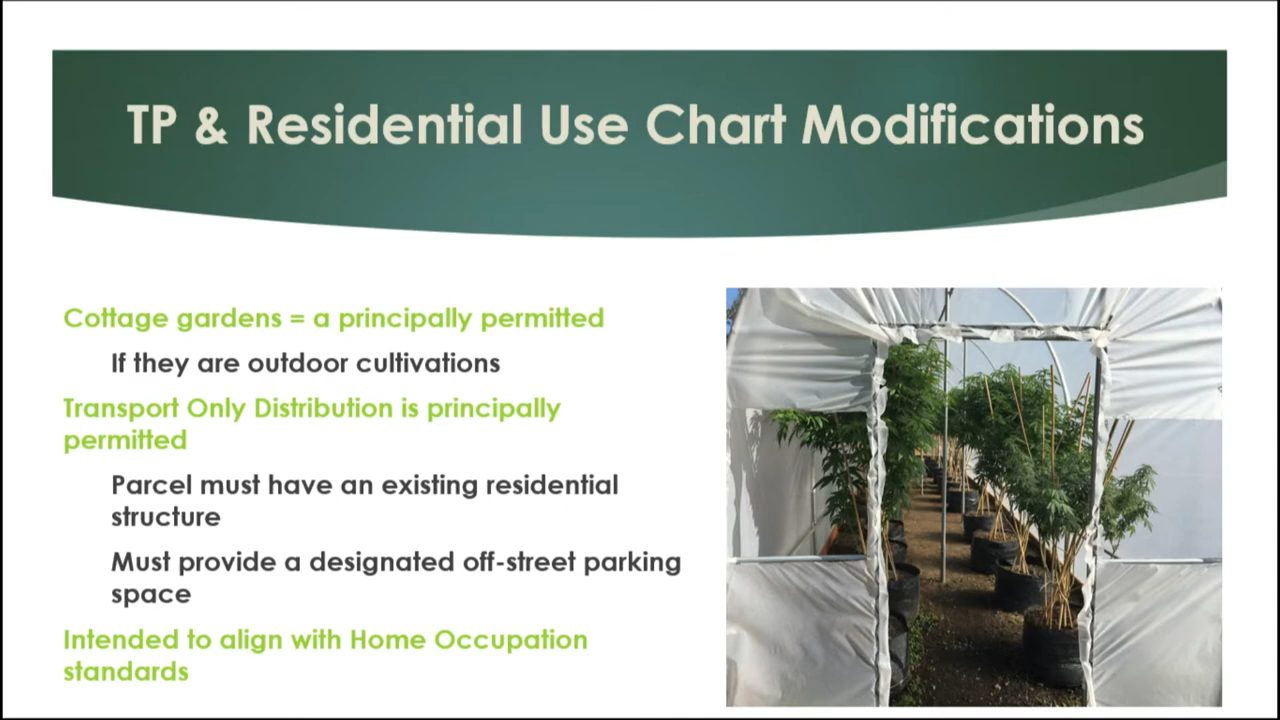 TP & Residential Use Chart Modifications
Cottage gardens = a principally permitted
If they are outdoor cultivations
Transport Only Distribution is principally
permitted
Parcel must have an existing residential
structure
Must provide a designated off-street parking
space
Intended to align with Home Occupation
standards